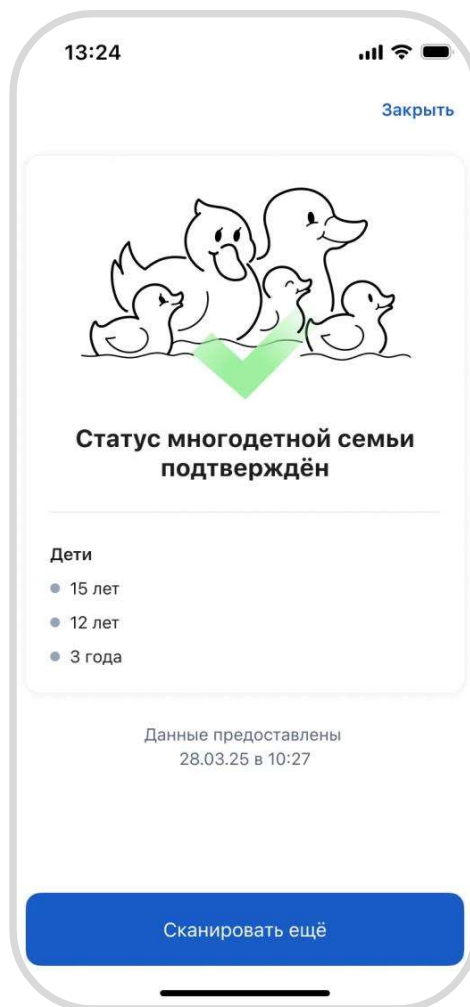 13:24
Закрыть
Статус многодетной семьи
подтверждён
Дети
15 лет
12 лет
3 года
Данные предоставлены
28.03.25 в 10:27
Сканировать ещё